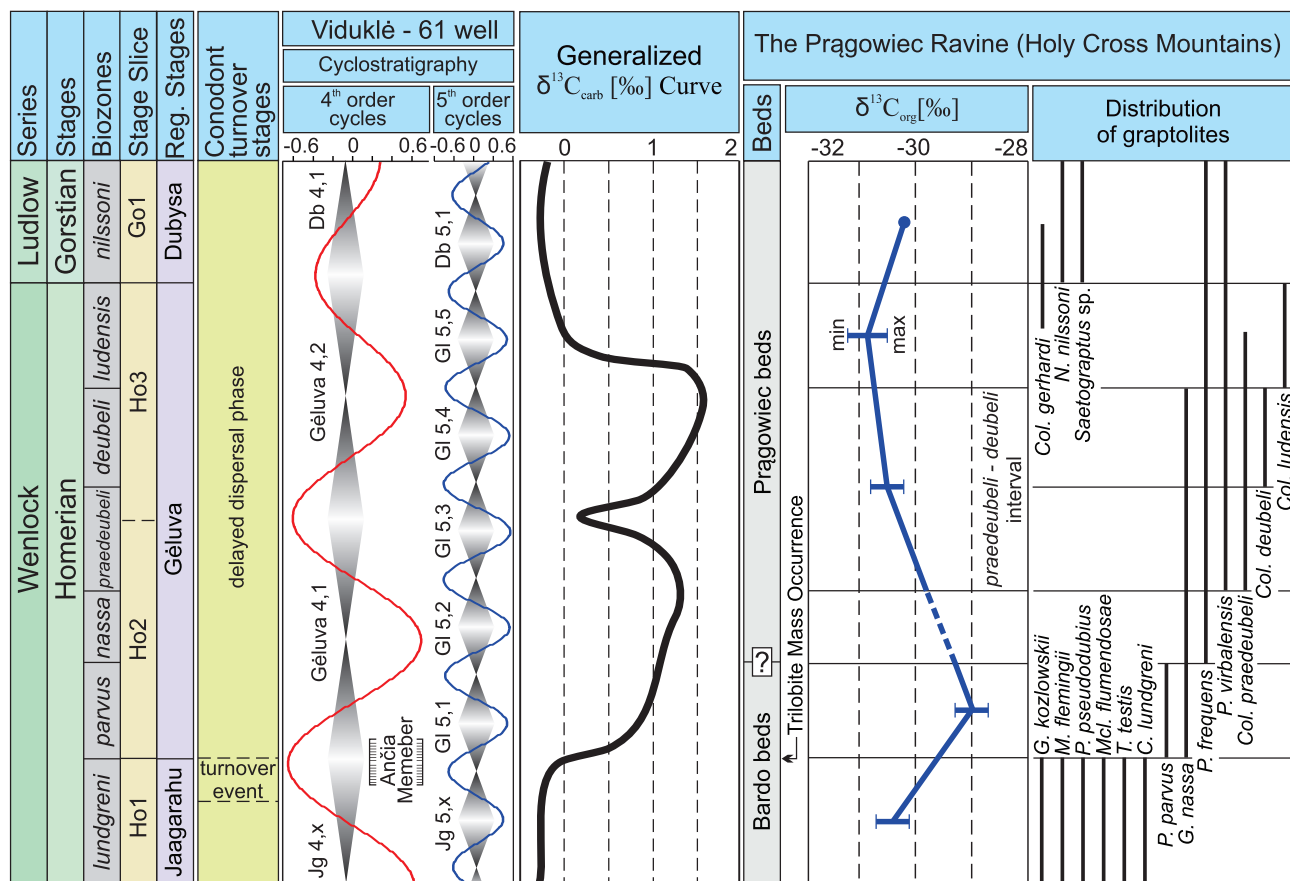 Series
Stages
Biozones
Stage Slice
Reg. Stages
Conodont
turnover
stages
Viduklė - 61 well
Cyclostratigraphy
4th order
cycles
5th order
cycles
-0.6 0 0.6
-0.6 0 0.6
Generalized
δ¹³Ccarb [‰] Curve
0 1 2
The Prągowiec Ravine (Holy Cross Mountains)
Beds
δ¹³Corg[‰]
-32 -30 -28
Distribution
of graptolites
Ludlow
Wenlock
Gorstian
Homerian
nilssoni
ludensis
deubeli
praedeubeli
nassa
parvus
lundgreni
Go1
Ho3
Ho2
Ho1
Dubysa
Gėluva
Jaagarahu
delayed dispersal phase
turnover
event
Db 4,1
Gėluva 4,2
Gėluva 4,1
Jg 4,x
Ančia
Memeber
Db 5,1
Gl 5,5
Gl 5,4
Gl 5,3
Gl 5,2
Gl 5,1
Jg 5,x
Prągowiec beds
?
Bardo beds
Trilobite Mass Occurrence
min
max
praedeubeli - deubeli
interval
Col. gerhardi
N. nilssoni
Saetograptus sp.
G. kozlowskii
M. flemingii
P. pseudodubius
Mcl. flumendosae
T. testis
C. lundgreni
P. parvus
G. nassa
P. frequens
P. virbalensis
Col. praedeubeli
Col. deubeli
Col. ludensis